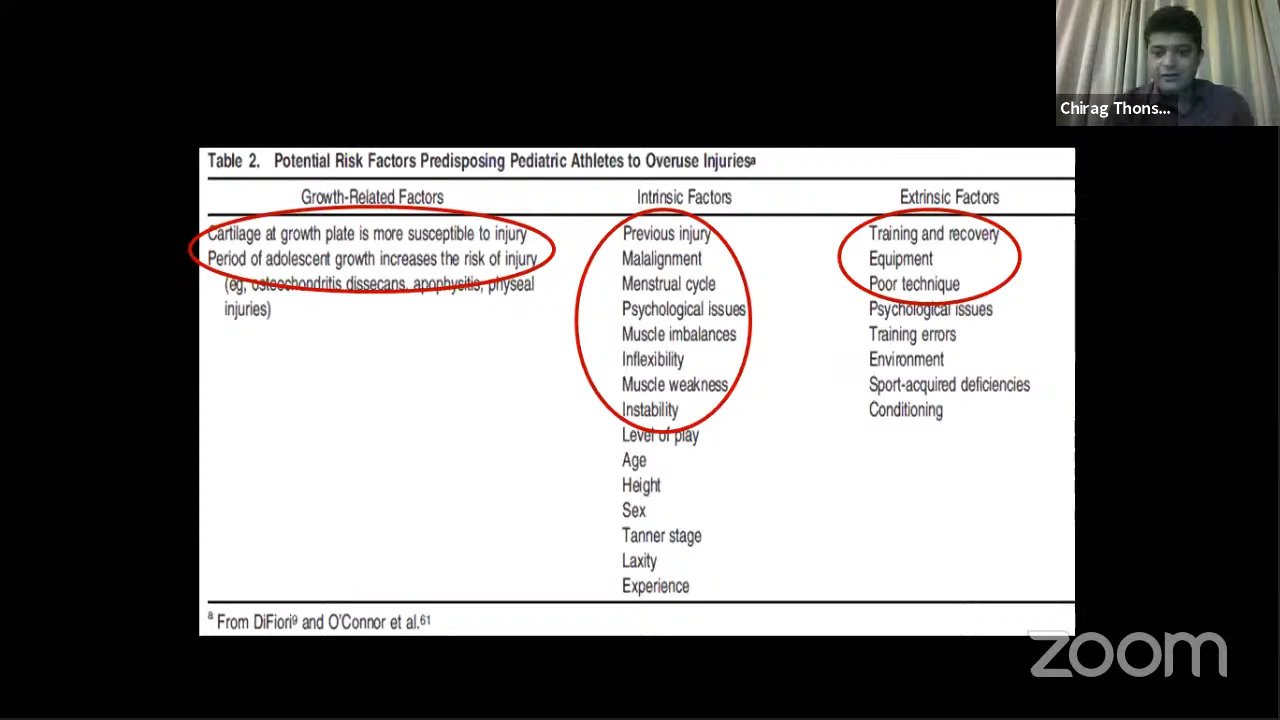 Chirag Thons...
Table 2. Potential Risk Factors Predisposing Pediatric Athletes to Overuse Injuriesa
Growth-Related Factors
Cartilage at growth plate is more susceptible to injury
Period of adolescent growth increases the risk of injury
(eg, osteochondritis dissecans, apophysitis, physeal
injuries)
Intrinsic Factors
Previous injury
Malalignment
Menstrual cycle
Psychological issues
Muscle imbalances
Inflexibility
Muscle weakness
Instability
Level of play
Age
Height
Sex
Tanner stage
Laxity
Experience
Extrinsic Factors
Training and recovery
Equipment
Poor technique
Psychological issues
Training errors
Environment
Sport-acquired deficiencies
Conditioning
a From DiFiori9 and O'Connor et al.61
zoom